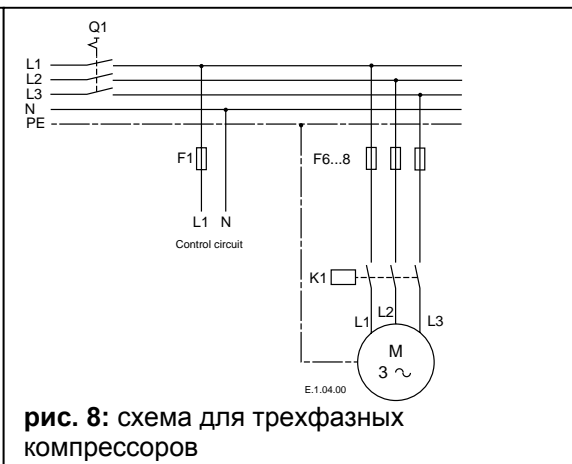 Q1
L1
L2
L3
N
PE
F1
F6...8
L1 N
Control circuit
K1
L1 L2 L3
M
3 ~
E.1.04.00
рис. 8: схема для трехфазных
компрессоров